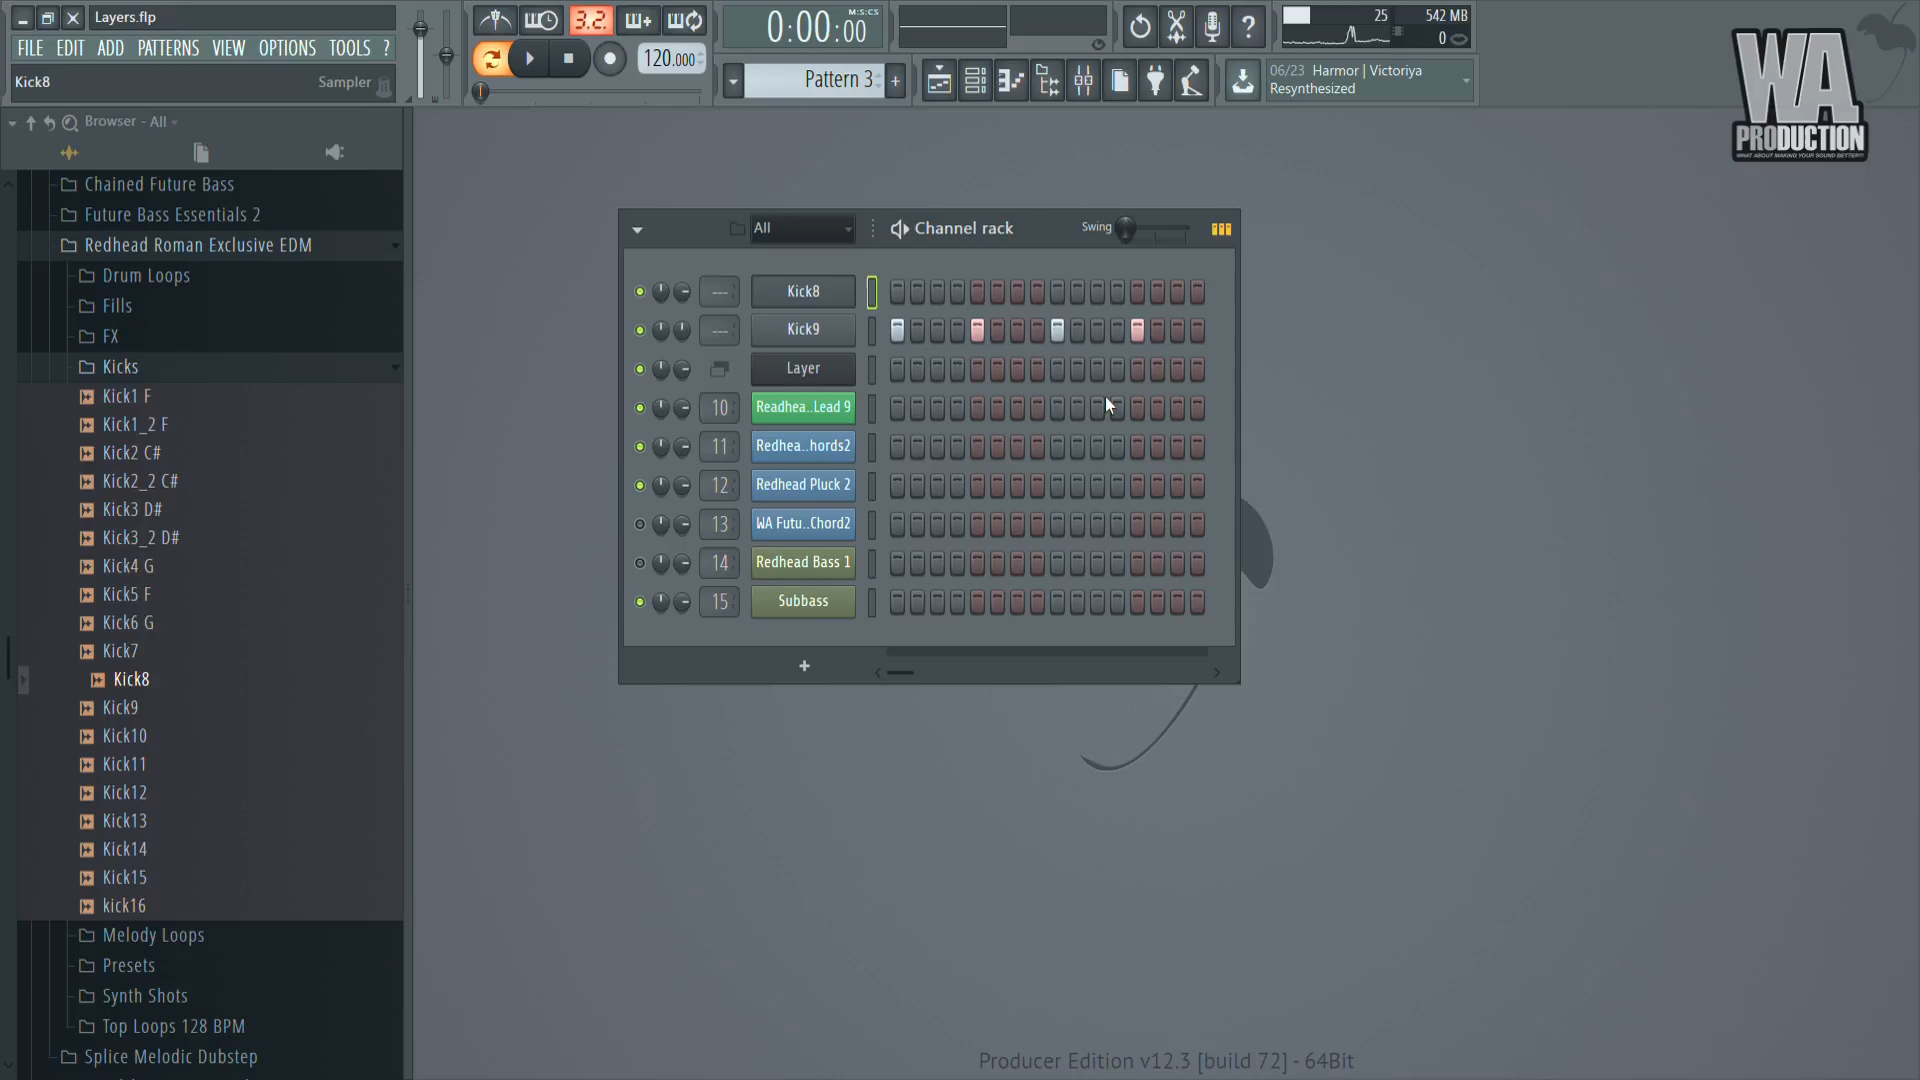 Layers.flp
FILE EDIT ADD PATTERNS VIEW OPTIONS TOOLS ?
Kick8 Sampler
3.2.
120.000
0:00:00 M:S:CS
Pattern 3
25 542 MB
0
06/23 Harmor | Victoriya
Resynthesized
WA
PRODUCTION
WHAT ABOUT MAKING YOUR SOUND BETTER?!
Browser - All
Chained Future Bass
Future Bass Essentials 2
Redhead Roman Exclusive EDM
Drum Loops
Fills
FX
Kicks
Kick1 F
Kick1_2 F
Kick2 C#
Kick2_2 C#
Kick3 D#
Kick3_2 D#
Kick4 G
Kick5 F
Kick6 G
Kick7
Kick8
Kick9
Kick10
Kick11
Kick12
Kick13
Kick14
Kick15
kick16
Melody Loops
Presets
Synth Shots
Top Loops 128 BPM
Splice Melodic Dubstep
All Channel rack Swing
--- Kick8
--- Kick9
Layer
10 Readhea..Lead 9
11 Redhea..hords2
12 Redhead Pluck 2
13 WA Futu..Chord2
14 Redhead Bass 1
15 Subbass
+
Producer Edition v12.3 [build 72] - 64Bit